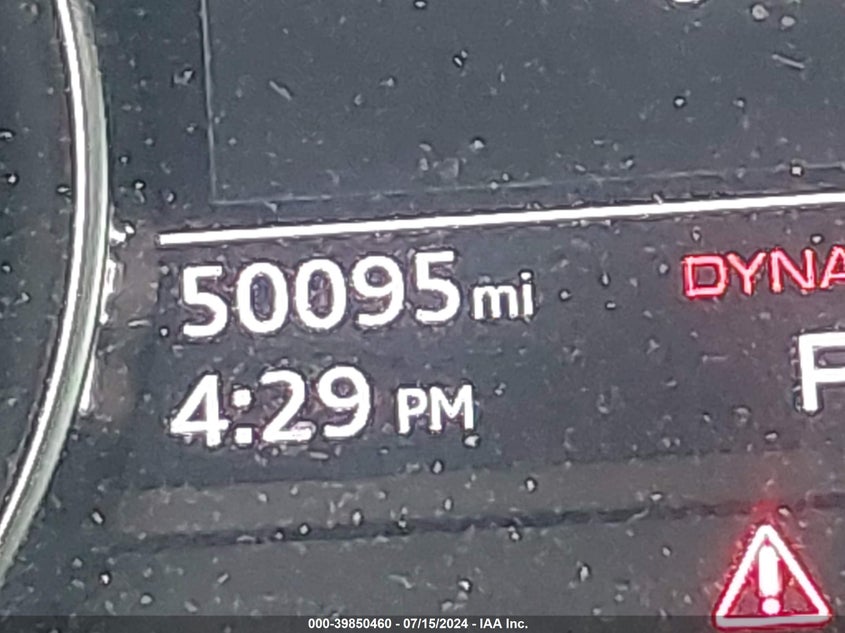 50095 mi
DYNA
4:29 PM
P
000-39850460 - 07/15/2024 - IAA Inc.